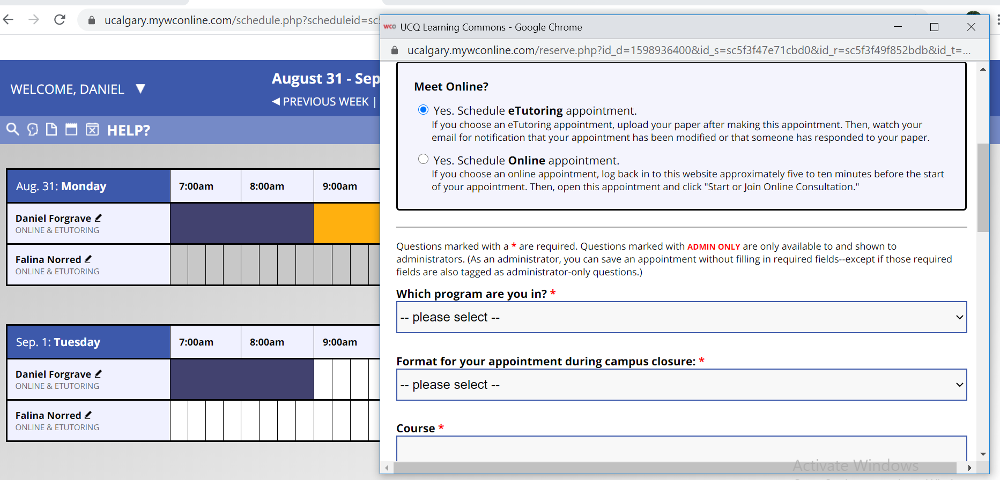 ucalgary.mywconline.com/schedule.php?scheduleid=sc
WCO UCQ Learning Commons - Google Chrome
ucalgary.mywconline.com/reserve.php?id_d=1598936400&id_s=sc5f3f47e71cbd0&id_r=sc5f3f49f852bdb&id_t=...
WELCOME, DANIEL ▼
August 31 - Sep
◀ PREVIOUS WEEK |
HELP?
Aug. 31: Monday 7:00am 8:00am 9:00am
Daniel Forgrave
ONLINE & ETUTORING
Falina Norred
ONLINE & ETUTORING
Sep. 1: Tuesday 7:00am 8:00am 9:00am
Daniel Forgrave
ONLINE & ETUTORING
Falina Norred
ONLINE & ETUTORING
Meet Online?
Yes. Schedule eTutoring appointment.
If you choose an eTutoring appointment, upload your paper after making this appointment. Then, watch your
email for notification that your appointment has been modified or that someone has responded to your paper.
Yes. Schedule Online appointment.
If you choose an online appointment, log back in to this website approximately five to ten minutes before the start
of your appointment. Then, open this appointment and click "Start or Join Online Consultation."
Questions marked with a * are required. Questions marked with ADMIN ONLY are only available to and shown to
administrators. (As an administrator, you can save an appointment without filling in required fields--except if those required
fields are also tagged as administrator-only questions.)
Which program are you in? *
-- please select --
Format for your appointment during campus closure: *
-- please select --
Course *
Activate Windows